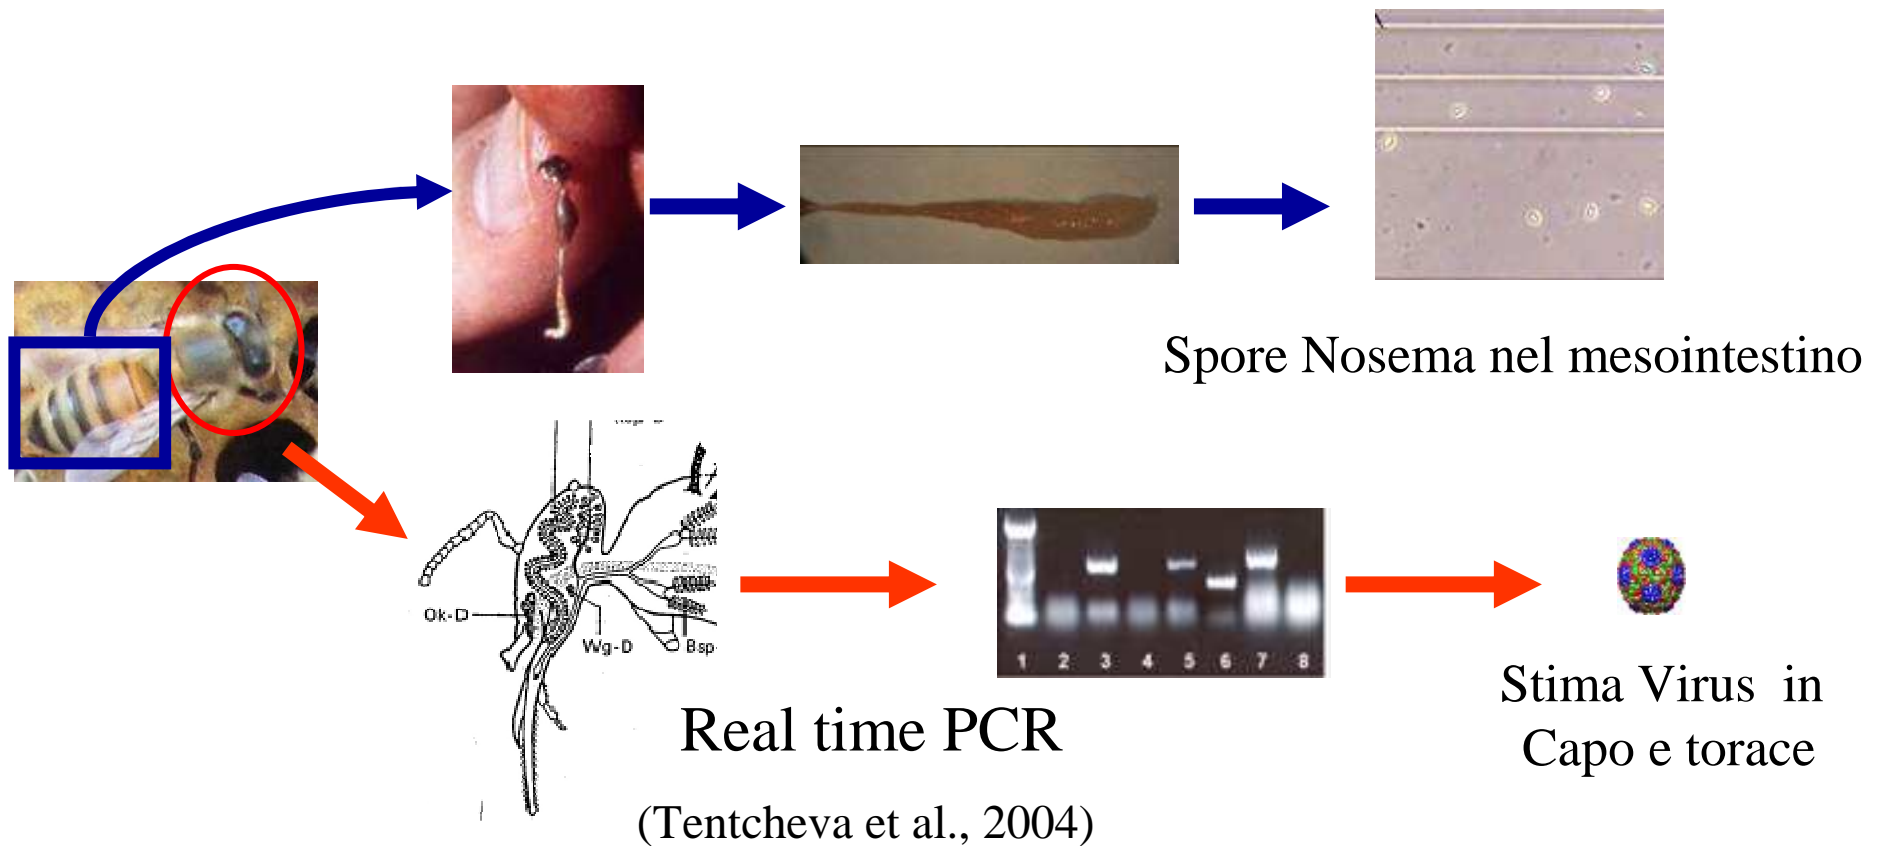 Spore Nosema nel mesointestino
Ok-D
Wg-D
Bsp-
1 2 3 4 5 6 7 8
Real time PCR
(Tentcheva et al., 2004)
Stima Virus in
Capo e torace